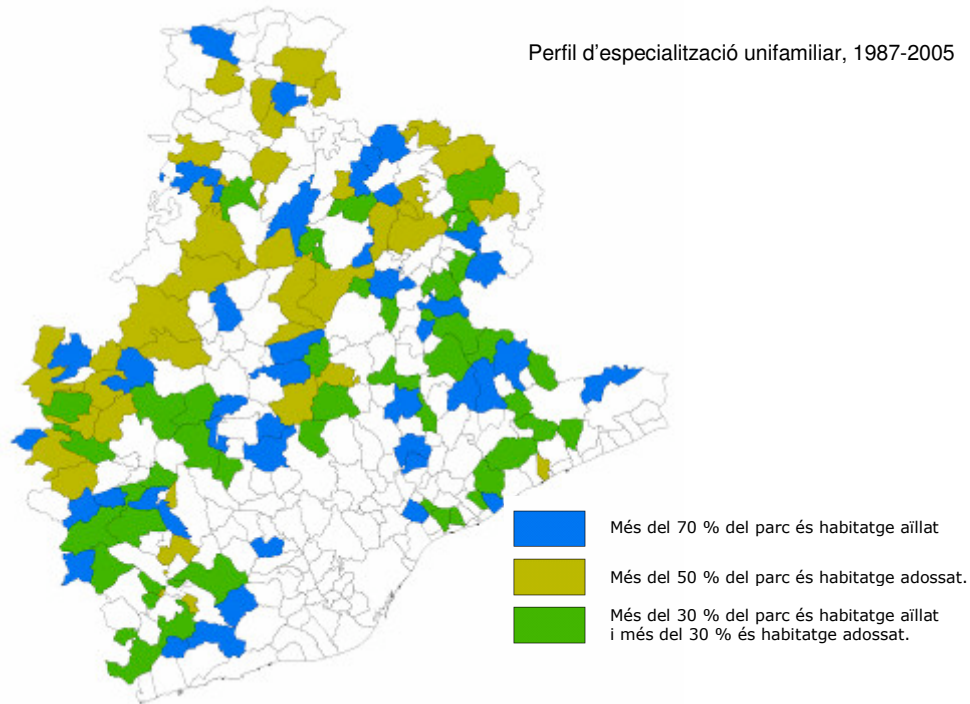 Perfil d'especialització unifamiliar, 1987-2005
Més del 70 % del parc és habitatge aïllat
Més del 50 % del parc és habitatge adossat.
Més del 30 % del parc és habitatge aïllat
i més del 30 % és habitatge adossat.